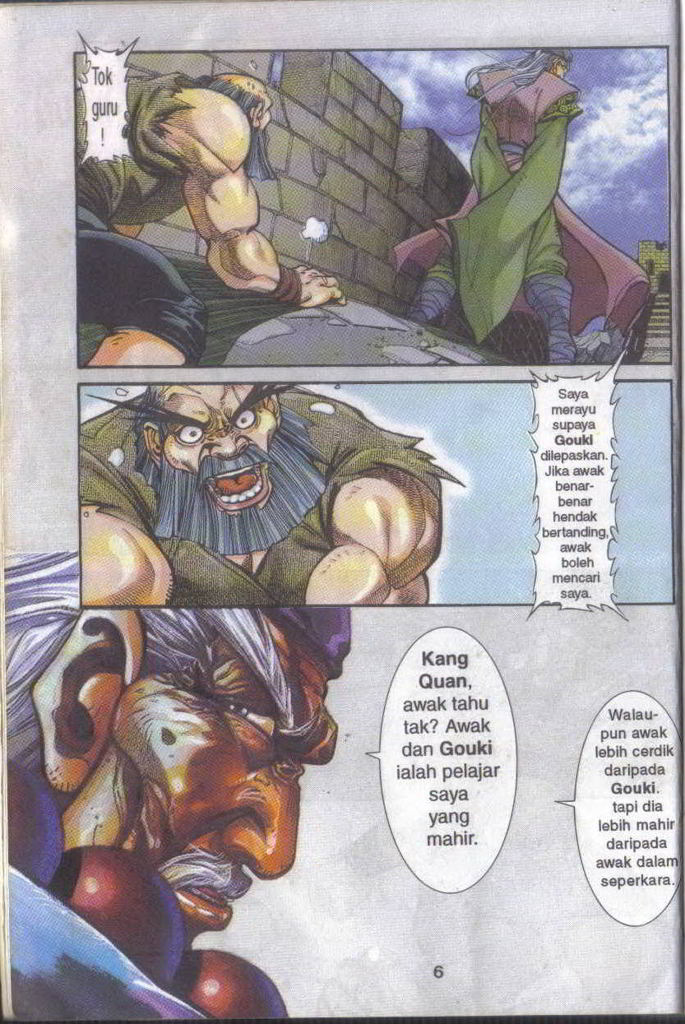 Tok
guru
!
Saya
merayu
supaya
Gouki
dilepaskan.
Jika awak
benar-
benar
hendak
bertanding,
awak
boleh
mencari
saya.
Kang
Quan,
awak tahu
tak? Awak
dan Gouki
ialah pelajar
saya
yang
mahir.
Walau-
pun awak
lebih cerdik
daripada
Gouki.
tapi dia
lebih mahir
daripada
awak dalam
seperkara.
6